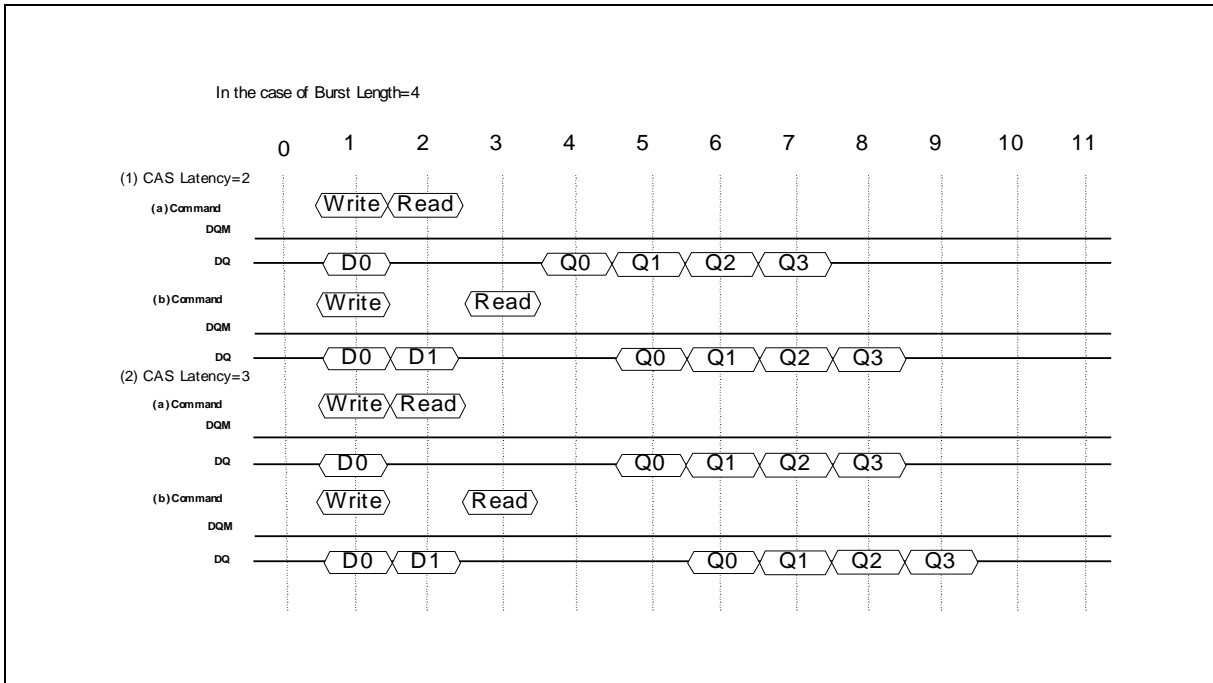 In the case of Burst Length=4
0 1 2 3 4 5 6 7 8 9 10 11
(1) CAS Latency=2
(a)Command Write Read
DQM
DQ D0 Q0 Q1 Q2 Q3
(b)Command Write Read
DQM
DQ D0 D1 Q0 Q1 Q2 Q3
(2) CAS Latency=3
(a)Command Write Read
DQM
DQ D0 Q0 Q1 Q2 Q3
(b)Command Write Read
DQM
DQ D0 D1 Q0 Q1 Q2 Q3